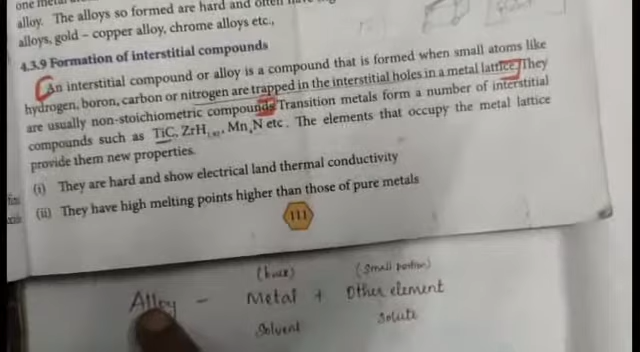 alloy. The alloys so formed are hard and often have
alloys, gold – copper alloy, chrome alloys etc.,
4.3.9 Formation of interstitial compounds
An interstitial compound or alloy is a compound that is formed when small atoms like
hydrogen, boron, carbon or nitrogen are trapped in the interstitial holes in a metal lattice. They
are usually non-stoichiometric compounds. Transition metals form a number of interstitial
compounds such as TiC, ZrH1.92, Mn4N etc. The elements that occupy the metal lattice
provide them new properties.
(i) They are hard and show electrical land thermal conductivity
(ii) They have high melting points higher than those of pure metals
111
(base) (small portion)
Alloy – Metal + Other element
Solvent Solute